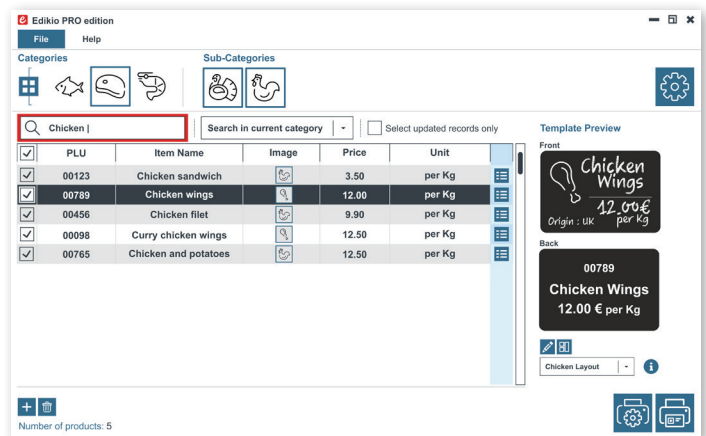 Edikio PRO edition
File Help
Categories Sub-Categories
Chicken | Search in current category Select updated records only
PLU Item Name Image Price Unit
00123 Chicken sandwich 3.50 per Kg
00789 Chicken wings 12.00 per Kg
00456 Chicken filet 9.90 per Kg
00098 Curry chicken wings 12.50 per Kg
00765 Chicken and potatoes 12.50 per Kg
Template Preview
Front
Chicken
Wings
12.00€
Origin : UK per Kg
Back
00789
Chicken Wings
12.00 € per Kg
Chicken Layout
Number of products: 5